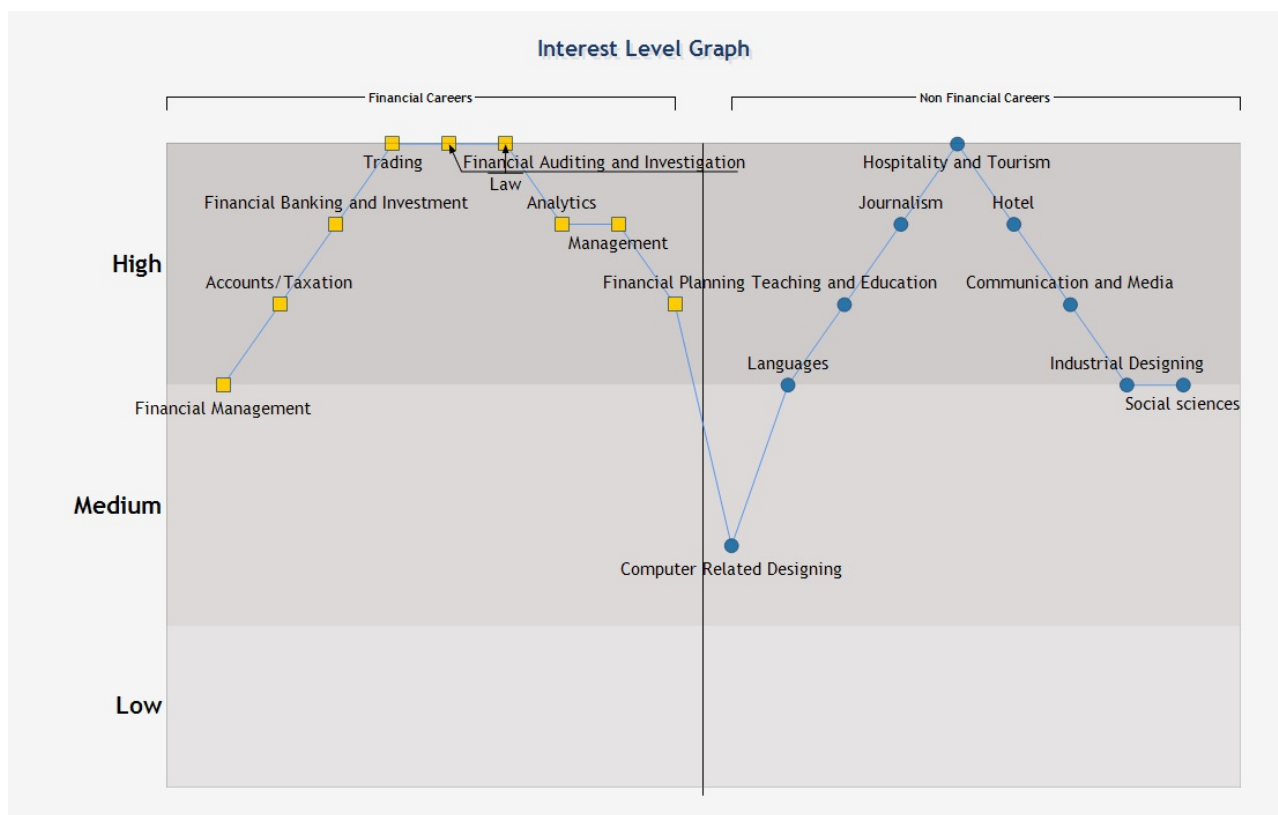 Interest Level Graph
Financial Careers
Non Financial Careers
Trading
Financial Auditing and Investigation
Hospitality and Tourism
Law
Financial Banking and Investment
Analytics
Journalism
Hotel
Management
High
Accounts/Taxation
Financial Planning
Teaching and Education
Communication and Media
Languages
Industrial Designing
Financial Management
Social sciences
Medium
Computer Related Designing
Low